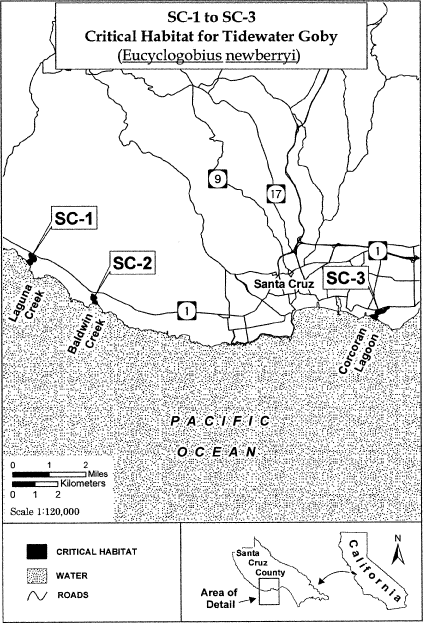 SC-1 to SC-3
Critical Habitat for Tidewater Goby
(Eucyclogobius newberryi)
9
17
SC-1
1
SC-2
Santa Cruz
SC-3
1
Laguna
Creek
Baldwin
Creek
Corcoran
Lagoon
PACIFIC
OCEAN
0 1 2
Miles
Kilometers
0 1 2
Scale 1:120,000
CRITICAL HABITAT
WATER
ROADS
Santa
Cruz
County
Area of
Detail
California
N